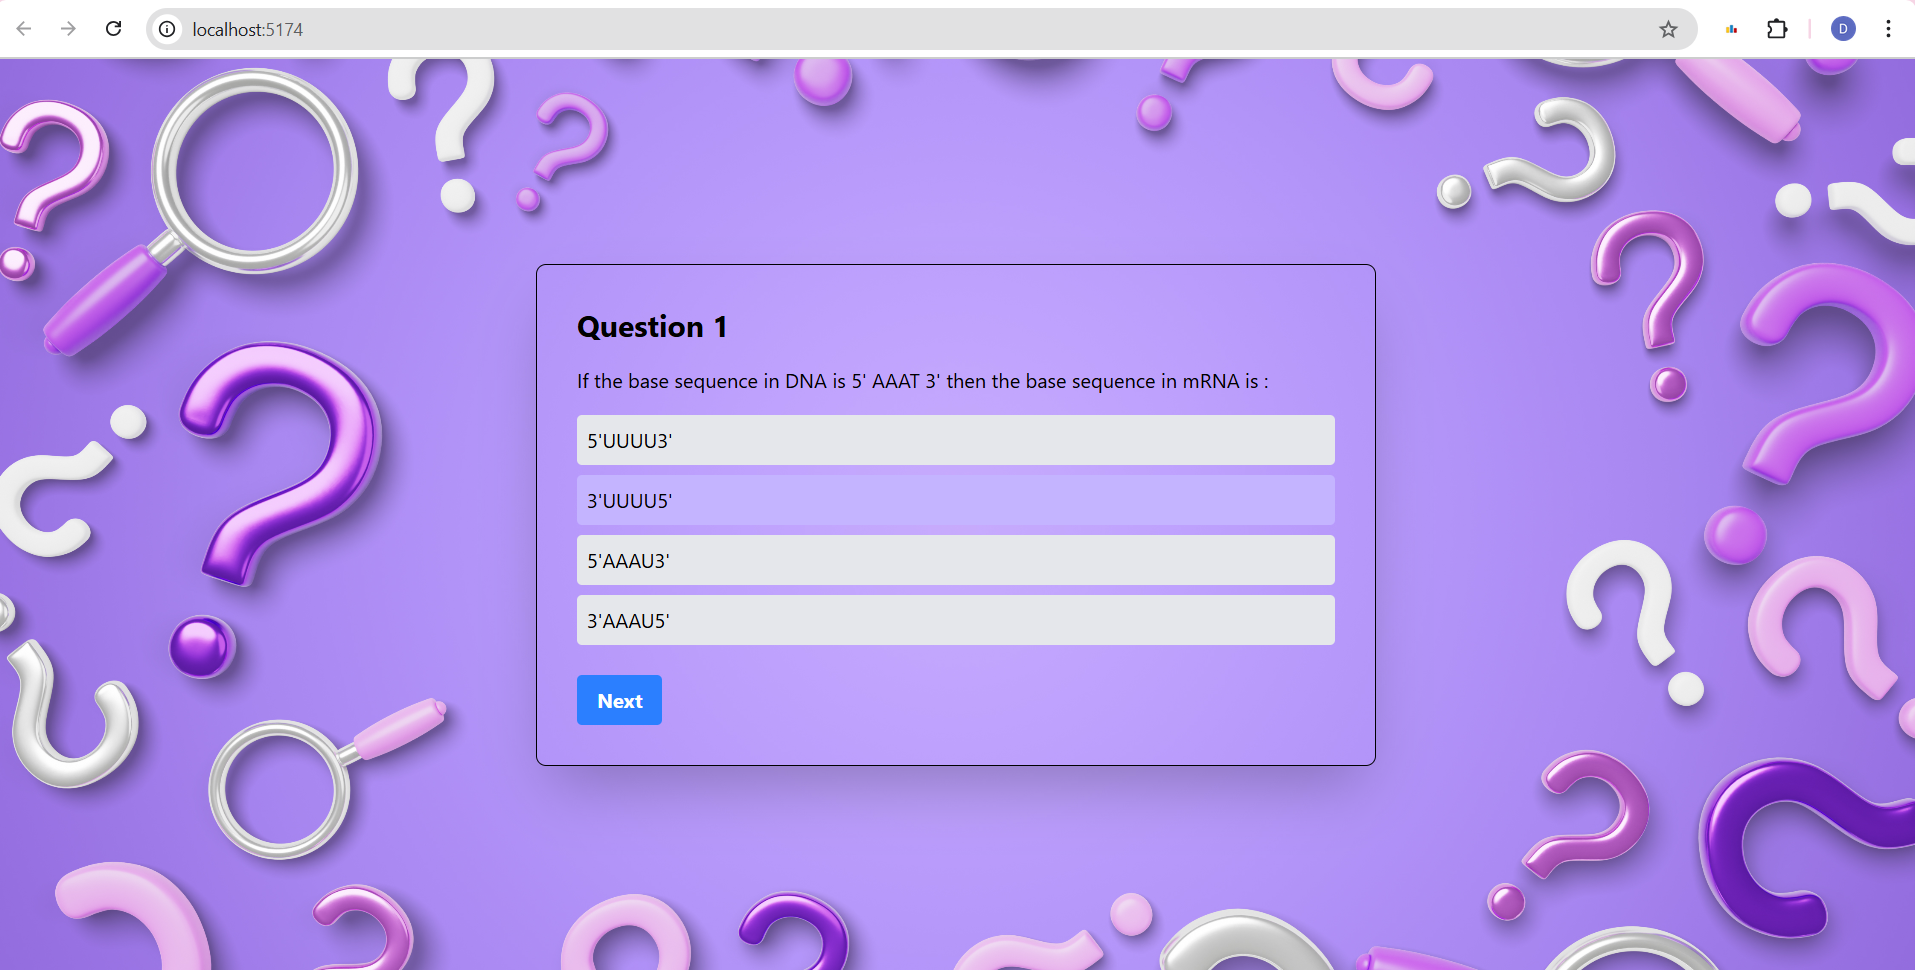 localhost:5174
D
Question 1
If the base sequence in DNA is 5' AAAT 3' then the base sequence in mRNA is :
5'UUUU3'
3'UUUU5'
5'AAAU3'
3'AAAU5'
Next